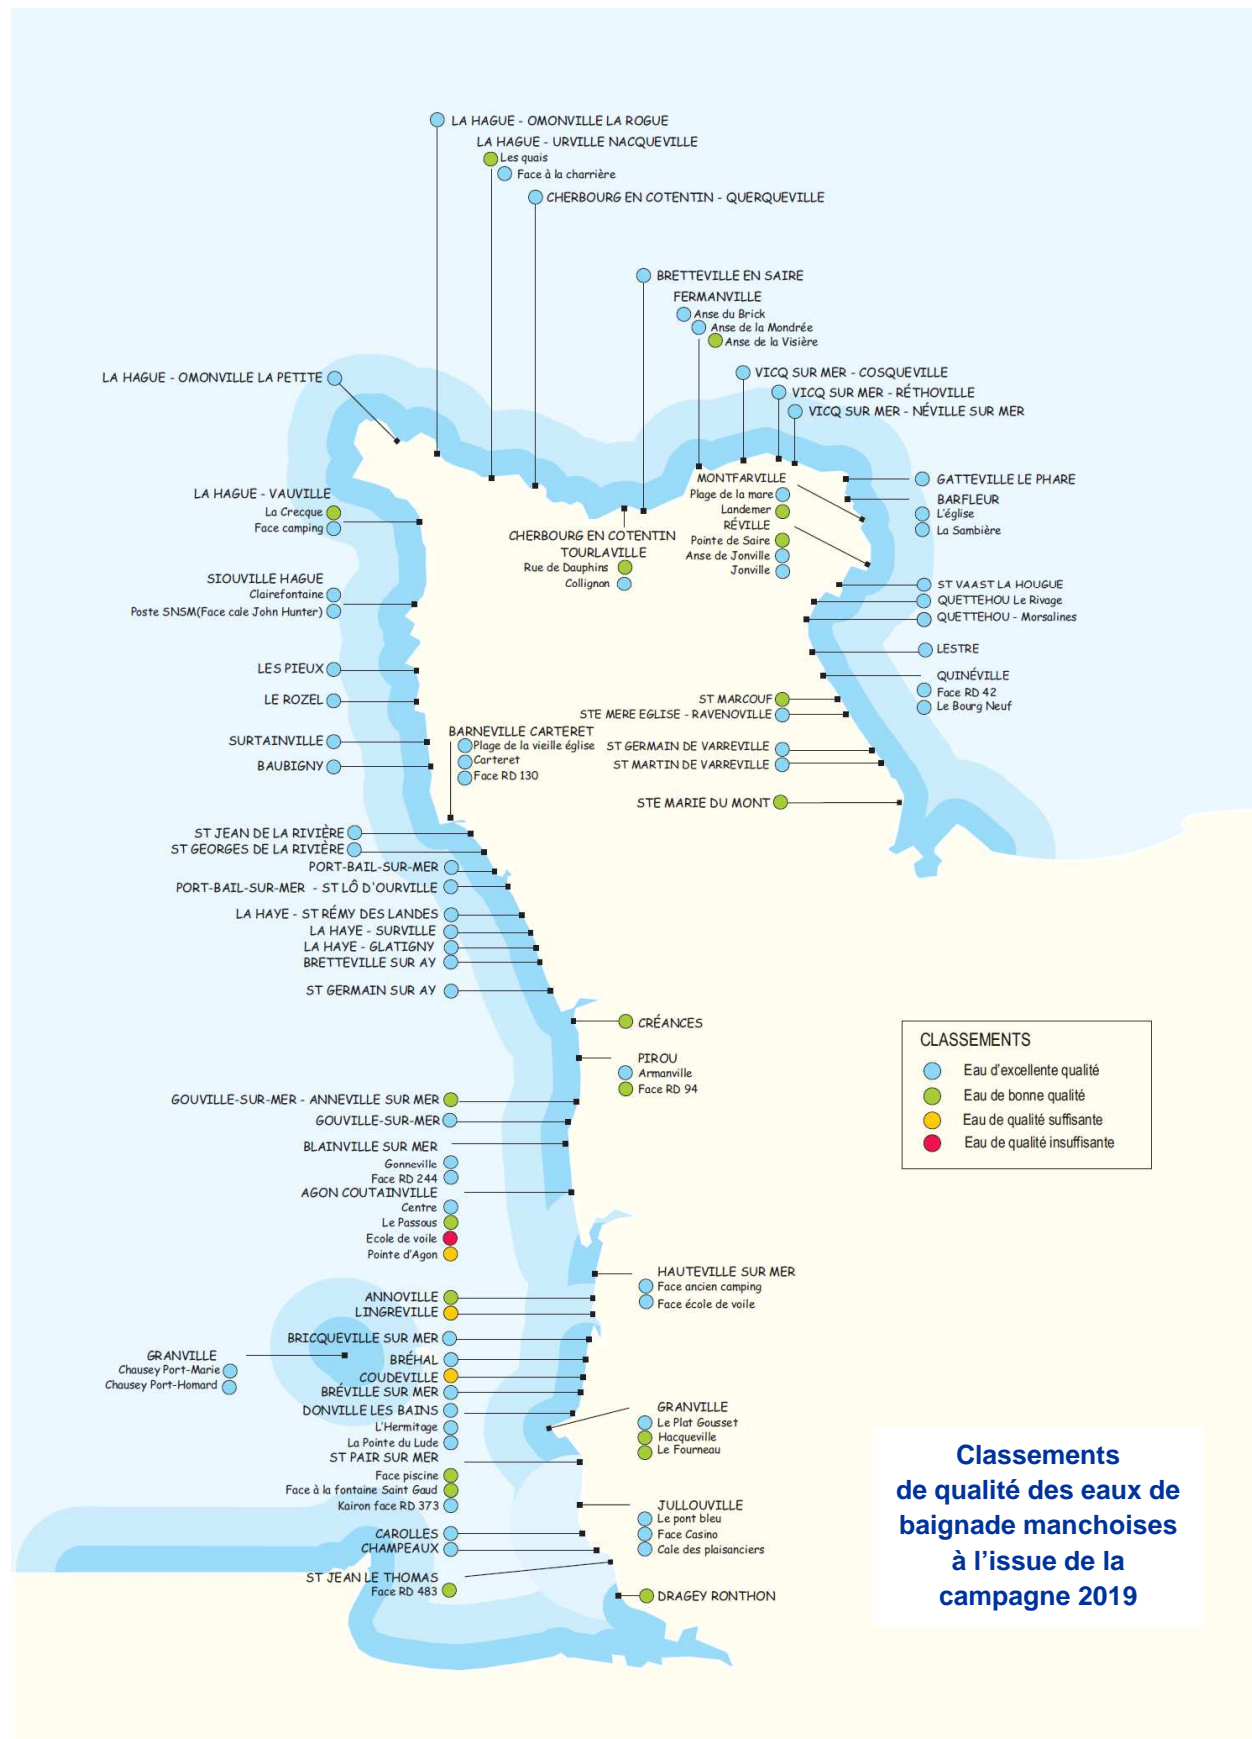 LA HAGUE - OMONVILLE LA ROGUE
LA HAGUE - URVILLE NACQUEVILLE
Les quais
Face à la charrière
CHERBOURG EN COTENTIN - QUERQUEVILLE
BRETTEVILLE EN SAIRE
FERMANVILLE
Anse du Brick
Anse de la Mondrée
Anse de la Visière
VICQ SUR MER - COSQUEVILLE
VICQ SUR MER - RÉTHOVILLE
VICQ SUR MER - NÉVILLE SUR MER
LA HAGUE - OMONVILLE LA PETITE
LA HAGUE - VAUVILLE
La Crecque
Face camping
MONTFARVILLE
Plage de la mare
Landemer
RÉVILLE
Pointe de Saire
Anse de Jonville
Jonville
GATTEVILLE LE PHARE
BARFLEUR
L'église
La Sambière
CHERBOURG EN COTENTIN
TOURLAVILLE
Rue de Dauphins
Collignon
SIOUVILLE HAGUE
Clairefontaine
Poste SNSM(Face cale John Hunter)
ST VAAST LA HOUGUE
QUETTEHOU Le Rivage
QUETTEHOU - Morsalines
LESTRE
QUINÉVILLE
Face RD 42
Le Bourg Neuf
LES PIEUX
LE ROZEL
SURTAINVILLE
BAUBIGNY
BARNEVILLE CARTERET
Plage de la vieille église
Carteret
Face RD 130
ST MARCOUF
STE MERE EGLISE - RAVENOVILLE
ST GERMAIN DE VARREVILLE
ST MARTIN DE VARREVILLE
STE MARIE DU MONT
ST JEAN DE LA RIVIÈRE
ST GEORGES DE LA RIVIÈRE
PORT-BAIL-SUR-MER
PORT-BAIL-SUR-MER - ST LÔ D'OURVILLE
LA HAYE - ST RÉMY DES LANDES
LA HAYE - SURVILLE
LA HAYE - GLATIGNY
BRETTEVILLE SUR AY
ST GERMAIN SUR AY
CRÉANCES
PIROU
Armanville
Face RD 94
CLASSEMENTS
Eau d'excellente qualité
Eau de bonne qualité
Eau de qualité suffisante
Eau de qualité insuffisante
GOUVILLE-SUR-MER - ANNEVILLE SUR MER
GOUVILLE-SUR-MER
BLAINVILLE SUR MER
Gonneville
Face RD 244
AGON COUTAINVILLE
Centre
Le Passous
Ecole de voile
Pointe d'Agon
HAUTEVILLE SUR MER
Face ancien camping
Face école de voile
ANNOVILLE
LINGREVILLE
BRICQUEVILLE SUR MER
GRANVILLE
Chausey Port-Marie
Chausey Port-Homard
BRÉHAL
COUDEVILLE
BRÉVILLE SUR MER
DONVILLE LES BAINS
L'Hermitage
La Pointe du Lude
GRANVILLE
Le Plat Gousset
Hacqueville
Le Fourneau
ST PAIR SUR MER
Face piscine
Face à la fontaine Saint Gaud
Kairon face RD 373
JULLOUVILLE
Le pont bleu
Face Casino
Cale des plaisanciers
CAROLLES
CHAMPEAUX
ST JEAN LE THOMAS
Face RD 483
DRAGEY RONTHON
Classements
de qualité des eaux de
baignade manchoises
à l'issue de la
campagne 2019